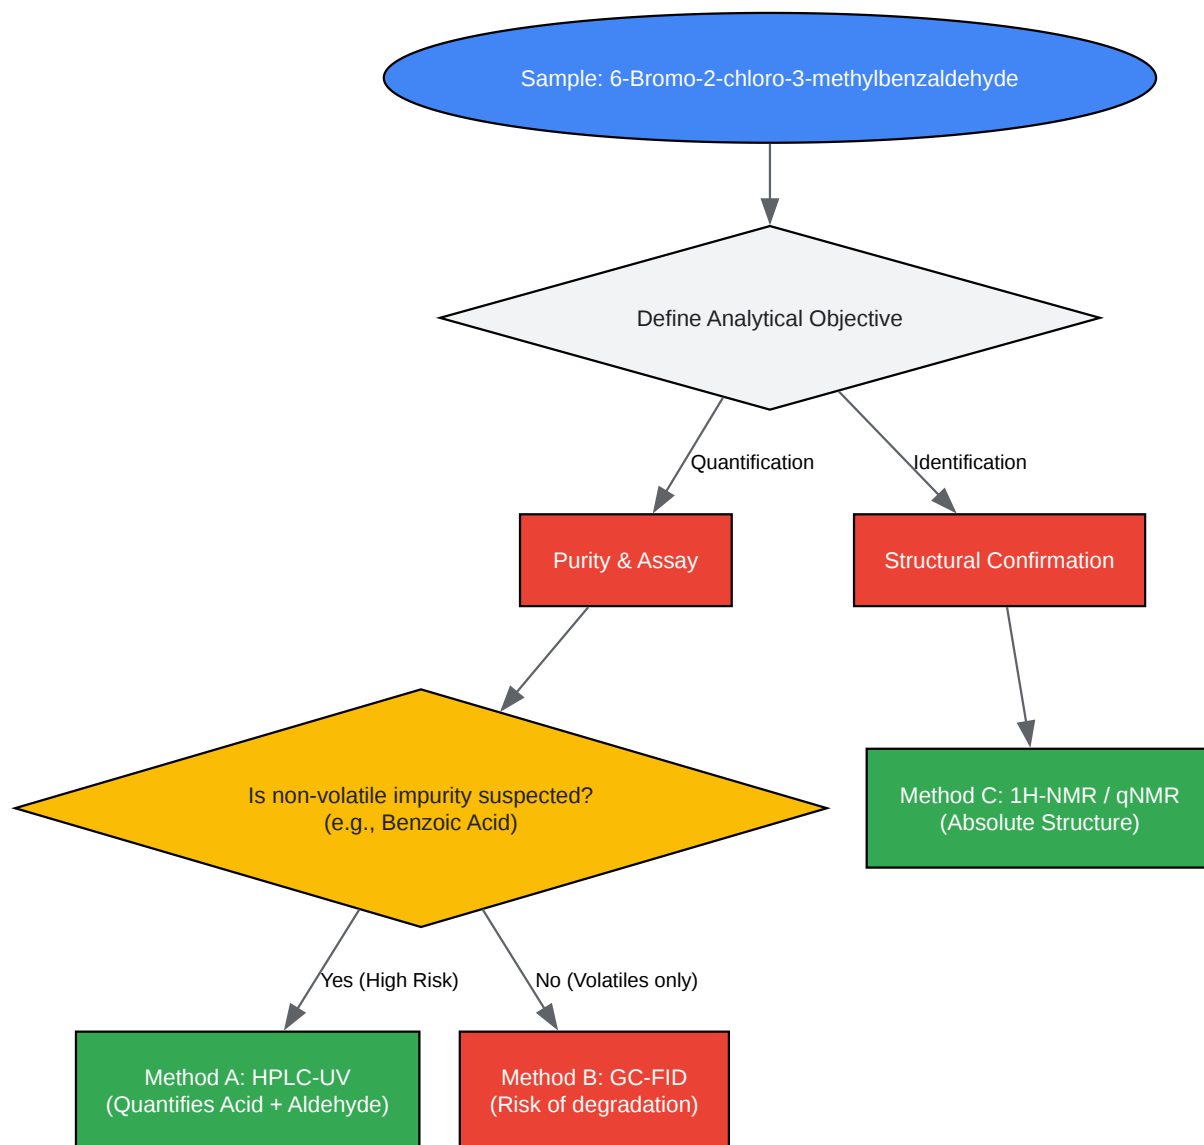 Sample: 6-Bromo-2-chloro-3-methylbenzaldehyde
Define Analytical Objective
Quantification
Identification
Purity & Assay
Structural Confirmation
Is non-volatile impurity suspected?
(e.g., Benzoic Acid)
Method C: 1H-NMR / qNMR
(Absolute Structure)
Yes (High Risk)
No (Volatiles only)
Method A: HPLC-UV
(Quantifies Acid + Aldehyde)
Method B: GC-FID
(Risk of degradation)